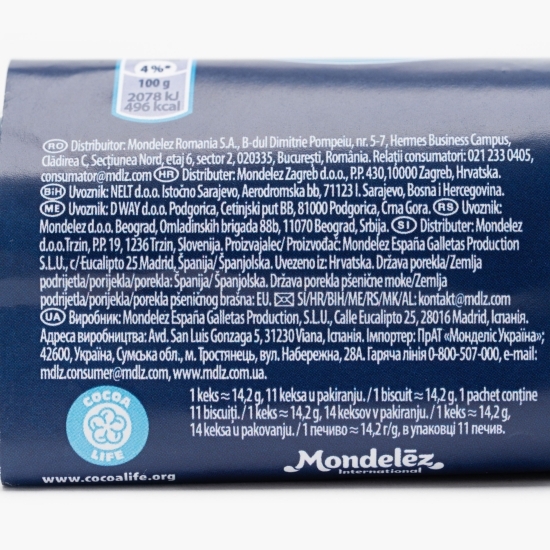 4%*
100 g
2078 kJ
496 kcal
RO Distribuitor: Mondelez Romania S.A., B-dul Dimitrie Pompeiu, nr. 5-7, Hermes Business Campus,
Clădirea C, Secțiunea Nord, etaj 6, sector 2, 020335, București, România. Relații consumatori: 021 233 0405,
consumator@mdlz.com HR Distributer: Mondelez Zagreb d.o.o., P.P. 430,10000 Zagreb, Hrvatska.
BiH Uvoznik: NELT d.o.o. Istočno Sarajevo, Aerodromska bb, 71123 I. Sarajevo, Bosna i Hercegovina.
ME Uvoznik: D WAY d.o.o. Podgorica, Cetinjski put BB, 81000 Podgorica, Crna Gora. RS Uvoznik:
Mondelez d.o.o. Beograd, Omladinskih brigada 88b, 11070 Beograd, Srbija. SI Distributer: Mondelez
d.o.o.Trzin, P.P. 19, 1236 Trzin, Slovenija. Proizvajalec/ Proizvođač: Mondelez España Galletas Production
S.L.U., c/Eucalipto 25.Madrid, Španija/ Španjolska. Uvezeno iz: Hrvatska. Država porekla/Zemlja
podrijetla/porijekla/porekla: Španija/ Španjolska. Država porekla pšenične moke/Zemlja
podrijetla/porijekla/porekla pšeničnog brašna: EU. SI/HR/BIH/ME/RS/MK/AL: kontakt@mdlz.com
UA Виробник: Mondelez España Galletas Production, S.L.U., Calle Eucalipto 25, 28016 Madrid, Іспанія.
Адреса виробництва: Avd. San Luis Gonzaga 5, 31230 Viana, Іспанія. Імпортер: ПрАТ «Монделіс Україна»;
42600, Україна, Сумська обл., м. Тростянець, вул. Набережна, 28А. Гаряча лінія 0-800-507-000, e-mail:
mdlz.consumer@mdlz.com, www.mdlz.com.ua.
1 keks ≈ 14,2 g, 11 keksa u pakiranju. / 1 biscuit ≈ 14,2 g, 1 pachet conține
11 biscuiți. / 1 keks ≈ 14,2 g, 14 keksov v pakiranju. / 1 keks ≈ 14,2 g,
14 keksa u pakovanju. / 1 печиво ≈ 14,2 г/g, в упаковці 11 печив.
COCOA
LIFE
www.cocoalife.org
Mondelēz
International